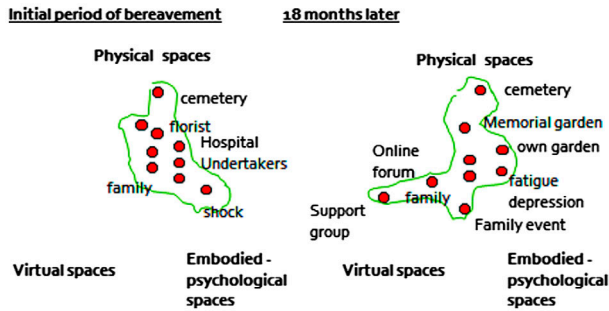 Initial period of bereavement
Physical spaces
cemetery
florist
Hospital
Undertakers
family
shock
Virtual spaces
Embodied -
psychological
spaces
18 months later
Physical spaces
cemetery
Memorial garden
own garden
Online
forum
fatigue
depression
family
Support
group
Family event
Virtual spaces
Embodied -
psychological
spaces